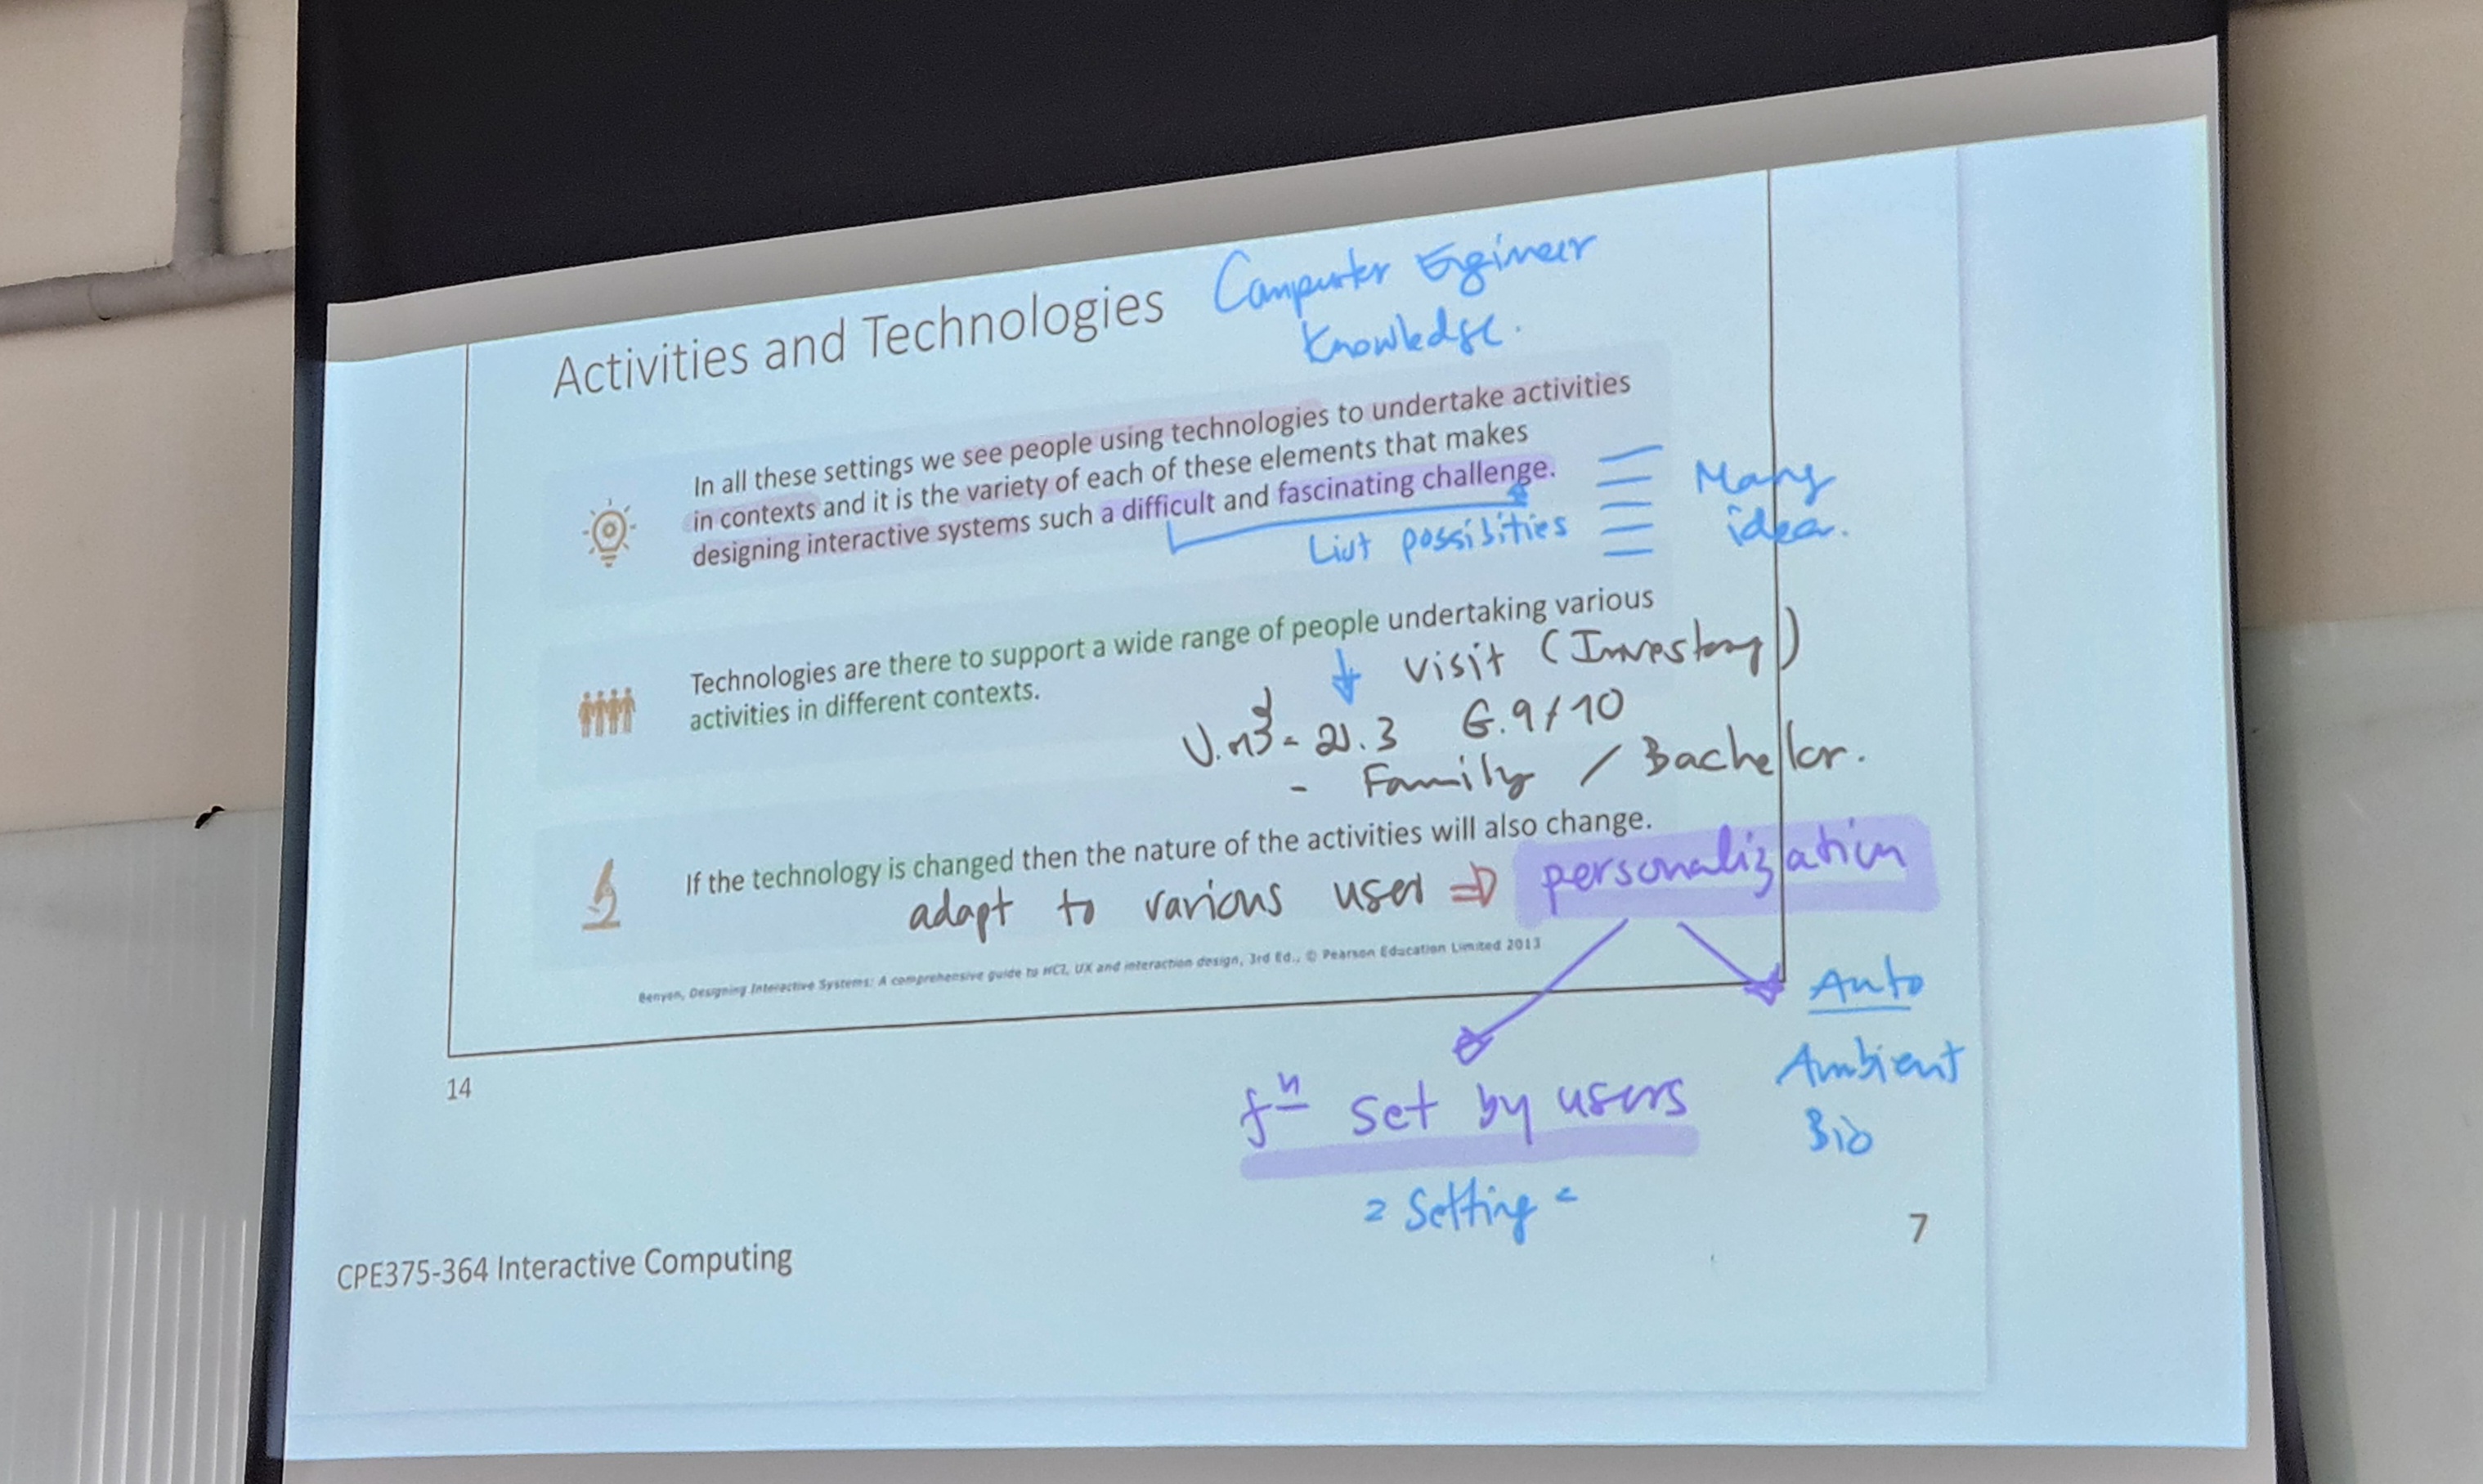 Activities and Technologies
Computer Engineer
Knowledge.
In all these settings we see people using technologies to undertake activities
in contexts and it is the variety of each of these elements that makes
designing interactive systems such a difficult and fascinating challenge.
List possibities
Many
idea.
Technologies are there to support a wide range of people undertaking various
activities in different contexts.
visit (
G.9/10
- Family / Bachelor.
If the technology is changed then the nature of the activities will also change.
adapt to various user ⇒ personalization
Benyon, Designing Interactive Systems: A comprehensive guide to HCI, UX and interaction design, 3rd Ed., © Pearson Education Limited 2013
14
Auto
Ambient
Bio
fn set by users
Setting
7
CPE375-364 Interactive Computing